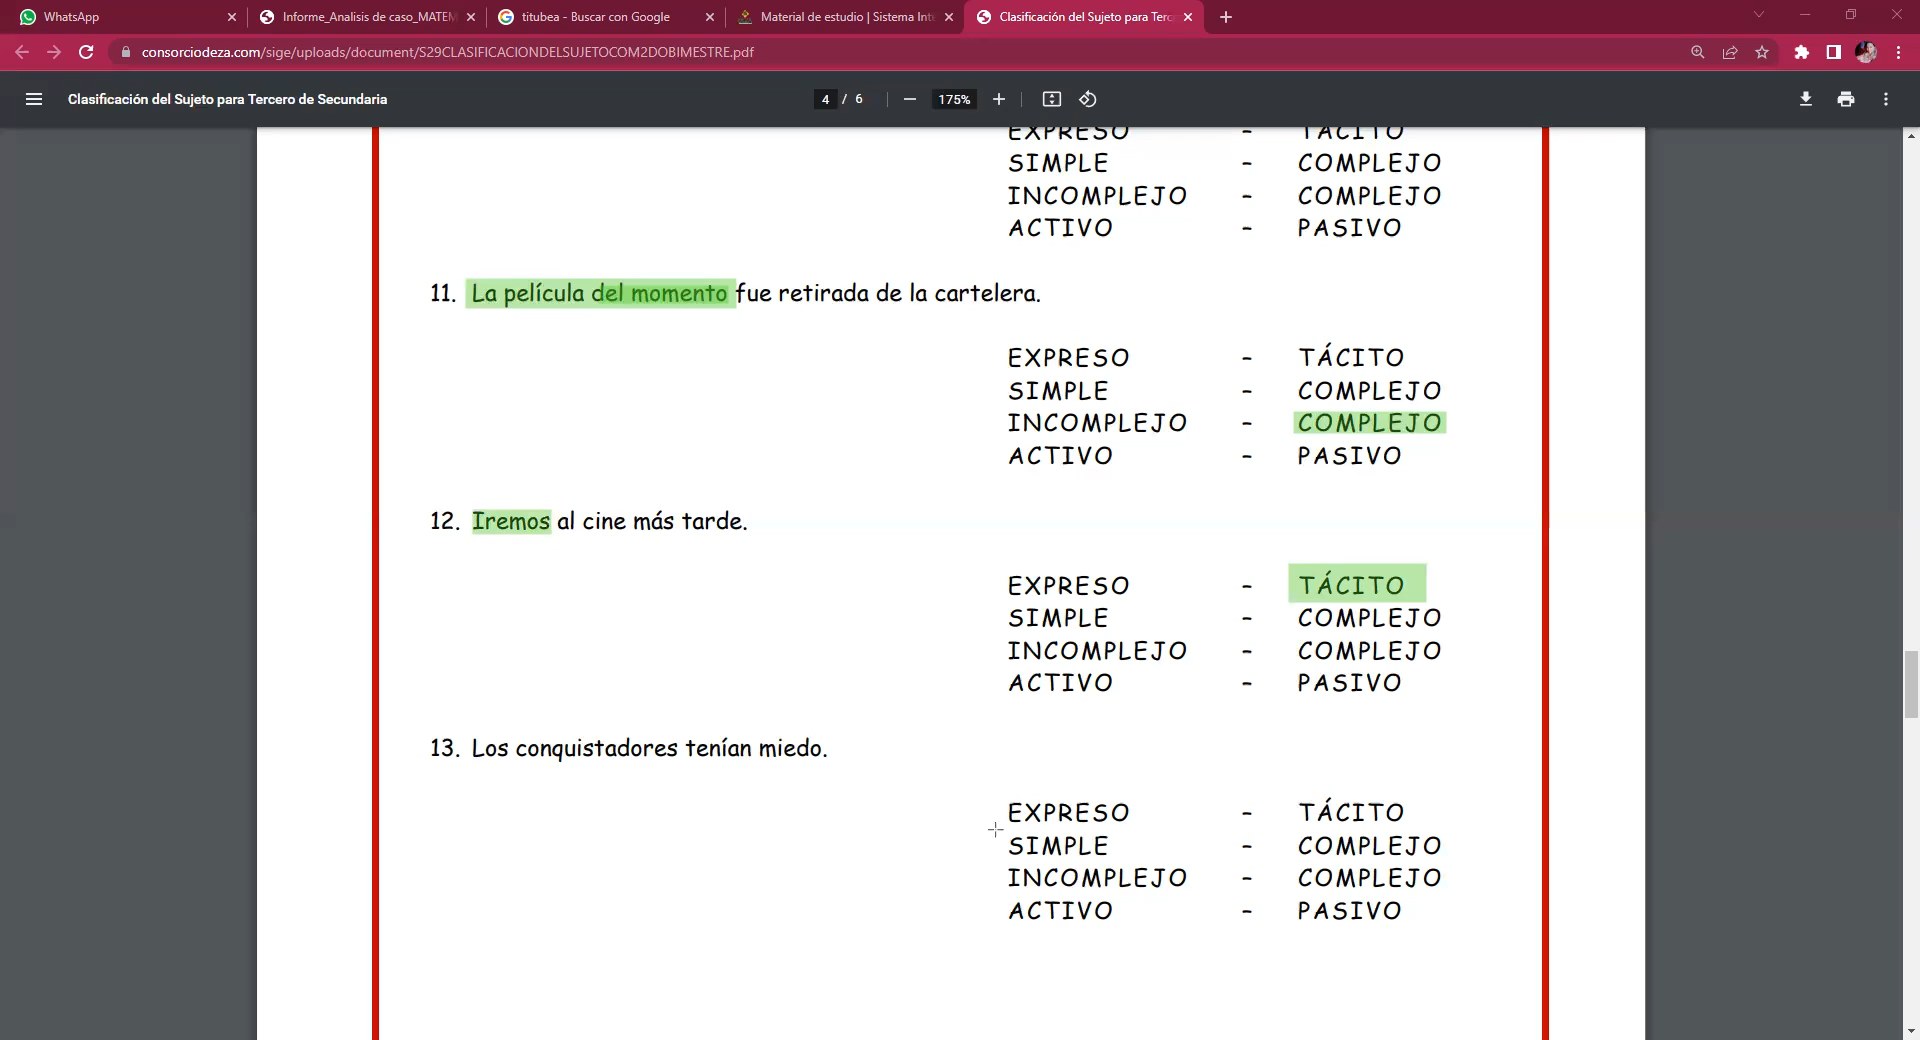 WhatsApp
Informe_Analisis de caso_MATEM
titubea - Buscar con Google
Material de estudio | Sistema Inte
Clasificación del Sujeto para Terc
consorciodeza.com/sige/uploads/document/S29CLASIFICACIONDELSUJETOCOM2DOBIMESTRE.pdf
Clasificación del Sujeto para Tercero de Secundaria
4 / 6
175%
EXPRESO - TÁCITO
SIMPLE - COMPLEJO
INCOMPLEJO - COMPLEJO
ACTIVO - PASIVO
11. La película del momento fue retirada de la cartelera.
EXPRESO - TÁCITO
SIMPLE - COMPLEJO
INCOMPLEJO - COMPLEJO
ACTIVO - PASIVO
12. Iremos al cine más tarde.
EXPRESO - TÁCITO
SIMPLE - COMPLEJO
INCOMPLEJO - COMPLEJO
ACTIVO - PASIVO
13. Los conquistadores tenían miedo.
EXPRESO - TÁCITO
SIMPLE - COMPLEJO
INCOMPLEJO - COMPLEJO
ACTIVO - PASIVO